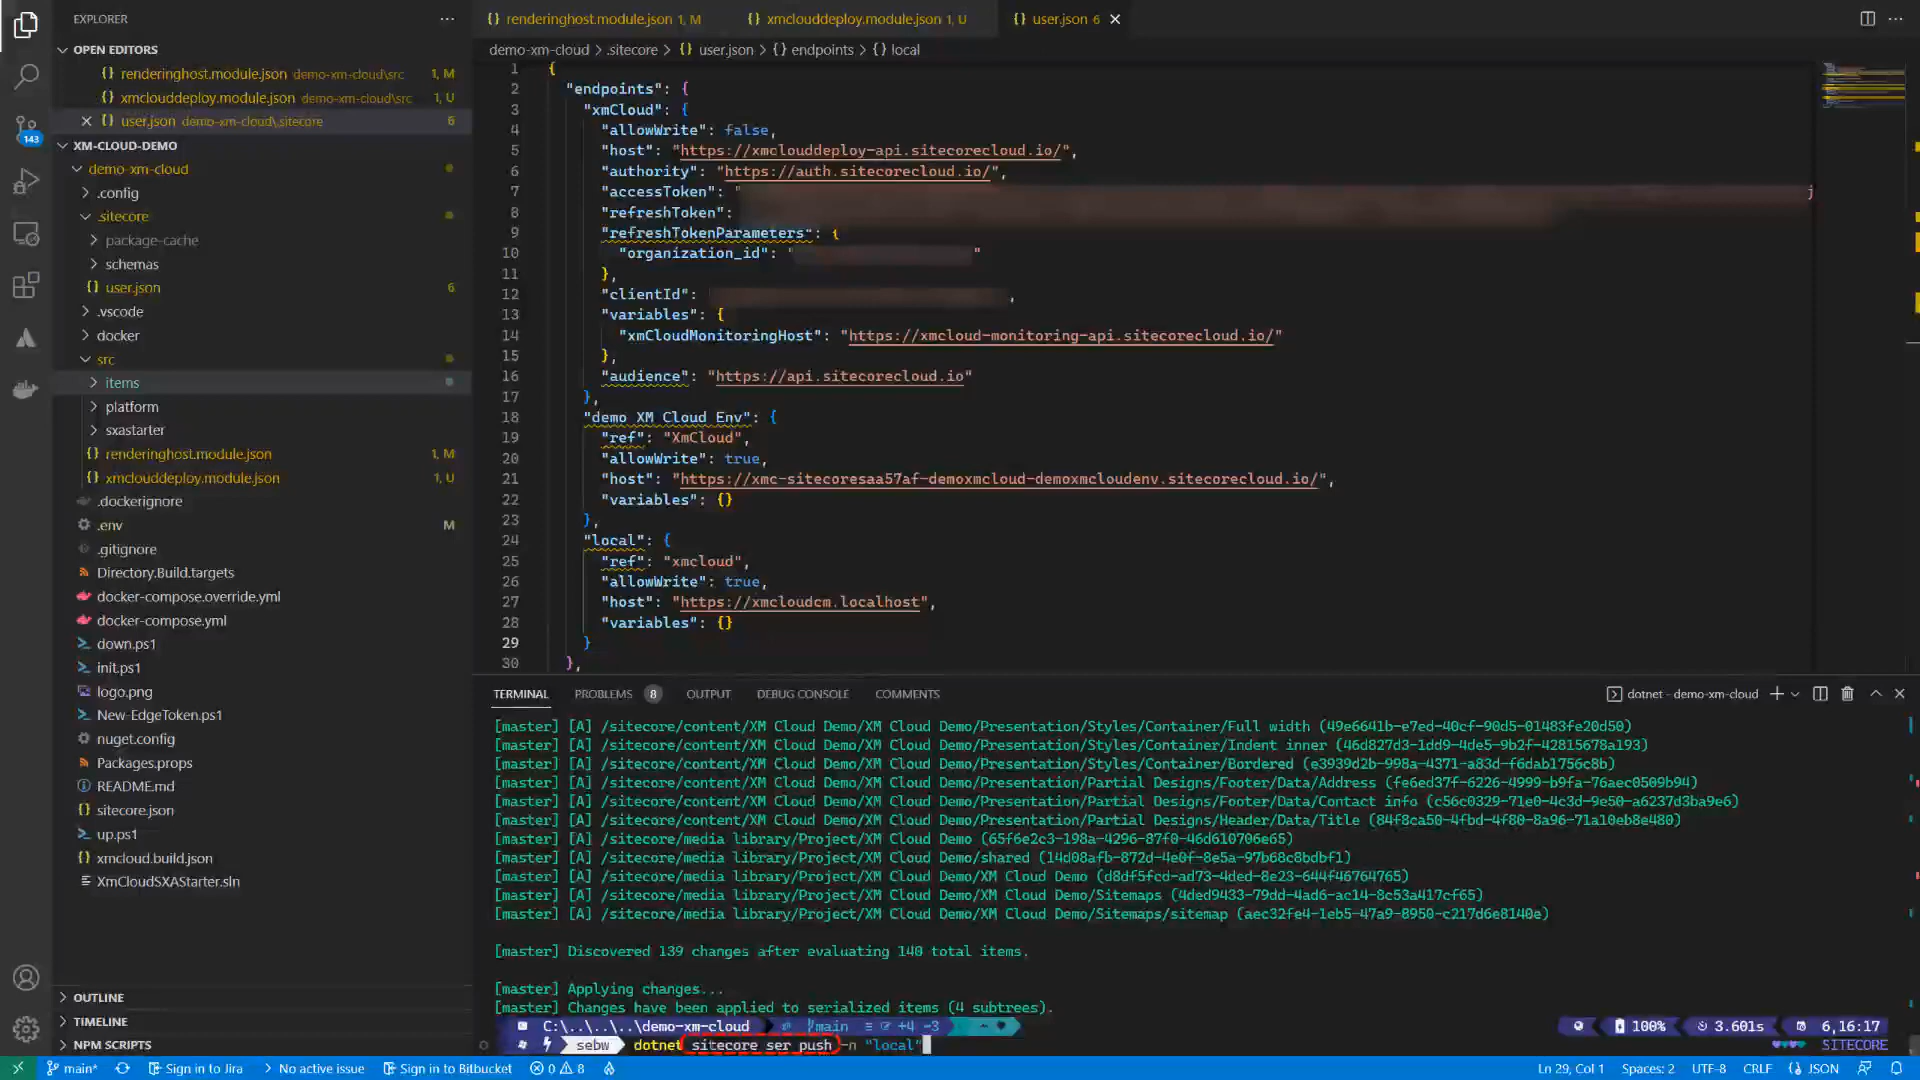 EXPLORER
OPEN EDITORS
{} renderinghost.module.json demo-xm-cloud\src 1, M
{} xmclouddeploy.module.json demo-xm-cloud\src 1, U
{} user.json demo-xm-cloud\.sitecore 6
XM-CLOUD-DEMO
demo-xm-cloud
.config
.sitecore
package-cache
schemas
{} user.json 6
.vscode
docker
src
items
platform
sxastarter
{} renderinghost.module.json 1, M
{} xmclouddeploy.module.json 1, U
.dockerignore
.env M
.gitignore
Directory.Build.targets
docker-compose.override.yml
docker-compose.yml
down.ps1
init.ps1
logo.png
New-EdgeToken.ps1
nuget.config
Packages.props
README.md
{} sitecore.json
up.ps1
{} xmcloud.build.json
XmCloudSXAStarter.sln
OUTLINE
TIMELINE
NPM SCRIPTS
143
{} renderinghost.module.json 1, M
{} xmclouddeploy.module.json 1, U
{} user.json 6
demo-xm-cloud > .sitecore > {} user.json > {} endpoints > {} local
1 {
2 "endpoints": {
3 "xmCloud": {
4 "allowWrite": false,
5 "host": "https://xmclouddeploy-api.sitecorecloud.io/",
6 "authority": "https://auth.sitecorecloud.io/",
7 "accessToken": "
8 "refreshToken":
9 "refreshTokenParameters": {
10 "organization_id": " "
11 },
12 "clientId": ,
13 "variables": {
14 "xmCloudMonitoringHost": "https://xmcloud-monitoring-api.sitecorecloud.io/"
15 },
16 "audience": "https://api.sitecorecloud.io"
17 },
18 "demo XM Cloud Env": {
19 "ref": "XmCloud",
20 "allowWrite": true,
21 "host": "https://xmc-sitecoresaa57af-demoxmcloud-demoxmcloudenv.sitecorecloud.io/",
22 "variables": {}
23 },
24 "local": {
25 "ref": "xmcloud",
26 "allowWrite": true,
27 "host": "https://xmcloudcm.localhost",
28 "variables": {}
29 }
30 },
TERMINAL PROBLEMS 8 OUTPUT DEBUG CONSOLE COMMENTS dotnet - demo-xm-cloud
[master] [A] /sitecore/content/XM Cloud Demo/XM Cloud Demo/Presentation/Styles/Container/Full width (49e6641b-e7ed-40cf-90d5-01483fe20d50)
[master] [A] /sitecore/content/XM Cloud Demo/XM Cloud Demo/Presentation/Styles/Container/Indent inner (46d827d3-1dd9-4de5-9b2f-42815678a193)
[master] [A] /sitecore/content/XM Cloud Demo/XM Cloud Demo/Presentation/Styles/Container/Bordered (e3939d2b-998a-4371-a83d-f6dab1756c8b)
[master] [A] /sitecore/content/XM Cloud Demo/XM Cloud Demo/Presentation/Partial Designs/Footer/Data/Address (fe6ed37f-6226-4999-b9fa-76aec0509b94)
[master] [A] /sitecore/content/XM Cloud Demo/XM Cloud Demo/Presentation/Partial Designs/Footer/Data/Contact info (c56c0329-71e0-4c3d-9e50-a6237d3ba9e6)
[master] [A] /sitecore/content/XM Cloud Demo/XM Cloud Demo/Presentation/Partial Designs/Header/Data/Title (84f8ca50-4fbd-4f80-8a96-71a10eb8e480)
[master] [A] /sitecore/media library/Project/XM Cloud Demo (65f6e2c3-198a-4296-87f0-46d610706e65)
[master] [A] /sitecore/media library/Project/XM Cloud Demo/shared (14d08afb-872d-4e0f-8e5a-97b68c8bdbf1)
[master] [A] /sitecore/media library/Project/XM Cloud Demo/XM Cloud Demo (d8df5fcd-ad73-4ded-8e23-644f46764765)
[master] [A] /sitecore/media library/Project/XM Cloud Demo/XM Cloud Demo/Sitemaps (4ded9433-79dd-4ad6-ac14-8c53a417cf65)
[master] [A] /sitecore/media library/Project/XM Cloud Demo/XM Cloud Demo/Sitemaps/sitemap (aec32fe4-1eb5-47a9-8950-c217d6e8140e)
[master] Discovered 139 changes after evaluating 140 total items.
[master] Applying changes...
[master] Changes have been applied to serialized items (4 subtrees).
C:\..\..\..\demo-xm-cloud main ≡ +4 ~3 100% 3.601s 6,16:17
sebw dotnet sitecore ser push -n "local" SITECORE
main* Sign in to Jira No active issue Sign in to Bitbucket 0 8 Ln 29, Col 1 Spaces: 2 UTF-8 CRLF {} JSON